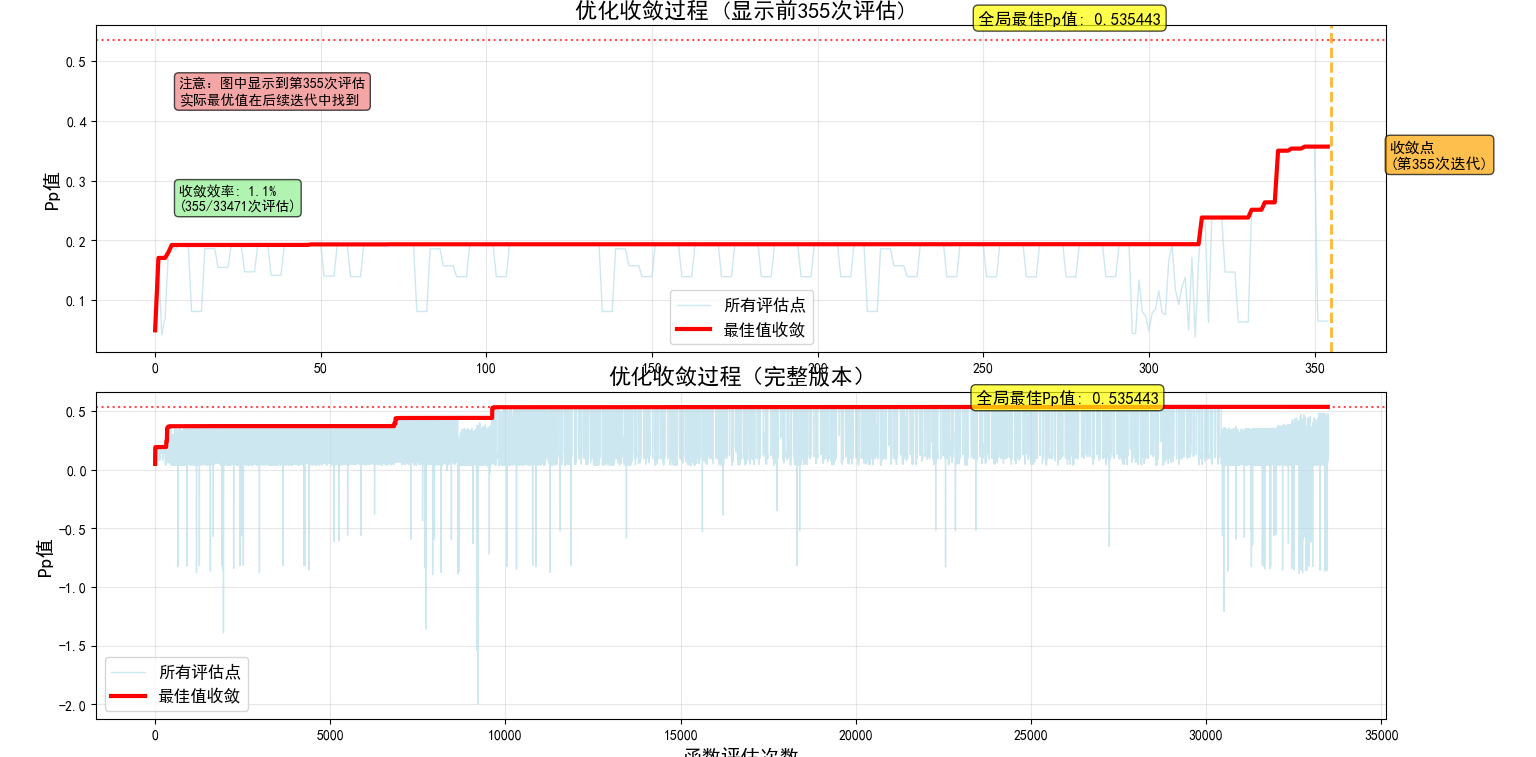 优化收敛过程 (显示前355次评估)
全局最佳Pp值: 0.535443
0.5
0.4
0.3
0.2
0.1
Pp值
注意: 图中显示到第355次评估
实际最优值在后续迭代中找到
收敛效率: 1.1%
(355/33471次评估)
收敛点
(第355次迭代)
所有评估点
最佳值收敛
0
50
100
150
200
250
300
350
优化收敛过程（完整版本）
全局最佳Pp值: 0.535443
0.5
0.0
−0.5
−1.0
−1.5
−2.0
Pp值
所有评估点
最佳值收敛
0
5000
10000
15000
20000
25000
30000
35000
函数评估次数